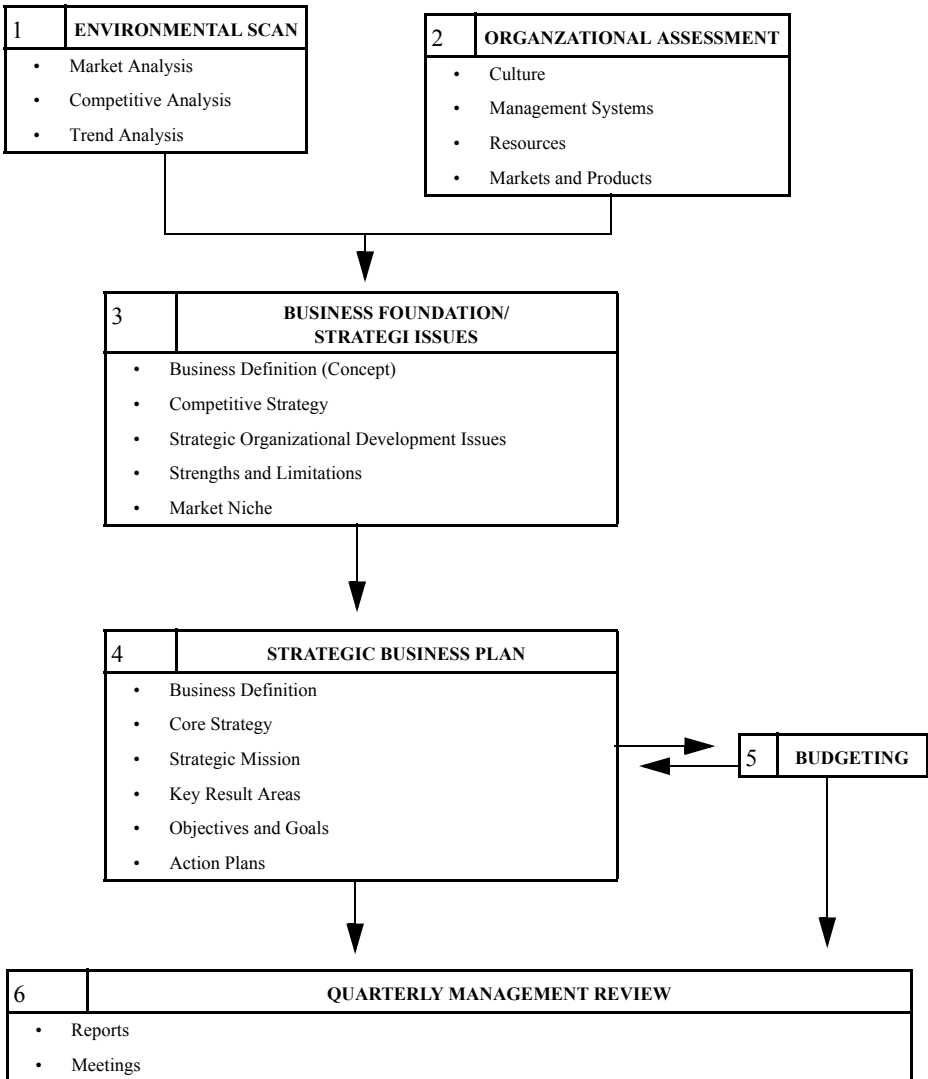 1 ENVIRONMENTAL SCAN
• Market Analysis
• Competitive Analysis
• Trend Analysis
2 ORGANZATIONAL ASSESSMENT
• Culture
• Management Systems
• Resources
• Markets and Products
3 BUSINESS FOUNDATION/
STRATEGI ISSUES
• Business Definition (Concept)
• Competitive Strategy
• Strategic Organizational Development Issues
• Strengths and Limitations
• Market Niche
4 STRATEGIC BUSINESS PLAN
• Business Definition
• Core Strategy
• Strategic Mission
• Key Result Areas
• Objectives and Goals
• Action Plans
5 BUDGETING
6 QUARTERLY MANAGEMENT REVIEW
• Reports
• Meetings